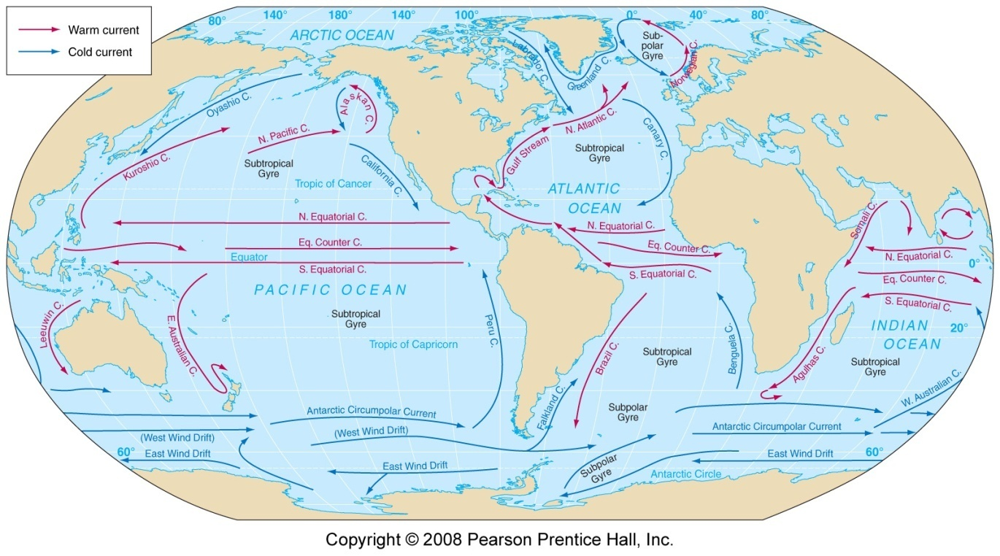 Warm current
Cold current
80°
140°
180°
140°
100°
0°
40°
80°
ARCTIC OCEAN
Sub-
polar
Gyre
Norwegian C.
Labrador C.
Greenland C.
Oyashio C.
Alaskan C.
N. Pacific C.
N. Atlantic C.
Canary C.
Kuroshio C.
Subtropical
Gyre
California C.
Gulf Stream
Subtropical
Gyre
Tropic of Cancer
ATLANTIC
OCEAN
Somali C.
N. Equatorial C.
N. Equatorial C.
Eq. Counter C.
Eq. Counter C.
N. Equatorial C.
Equator
0°
S. Equatorial C.
S. Equatorial C.
Eq. Counter C.
PACIFIC OCEAN
S. Equatorial C.
Leeuwin C.
E. Australian C.
Subtropical
Gyre
Peru C.
INDIAN
OCEAN
20°
Tropic of Capricorn
Brazil C.
Subtropical
Gyre
Benguela C.
Agulhas C.
Subtropical
Gyre
W. Australian C.
Falkland C.
Subpolar
Gyre
Antarctic Circumpolar Current
(West Wind Drift)
(West Wind Drift)
Antarctic Circumpolar Current
60°
East Wind Drift
East Wind Drift
East Wind Drift
60°
Subpolar
Gyre
Antarctic Circle
Copyright © 2008 Pearson Prentice Hall, Inc.